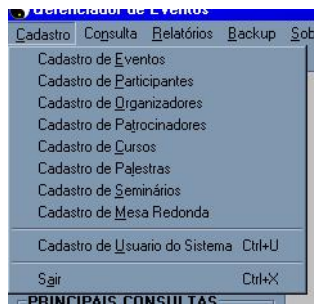 Gerenciador de Eventos
Cadastro Consulta Relatórios Backup Sob
Cadastro de Eventos
Cadastro de Participantes
Cadastro de Organizadores
Cadastro de Patrocinadores
Cadastro de Cursos
Cadastro de Palestras
Cadastro de Seminários
Cadastro de Mesa Redonda
Cadastro de Usuario do Sistema Ctrl+U
Sair Ctrl+X
PRINCIPAIS CONSULTAS